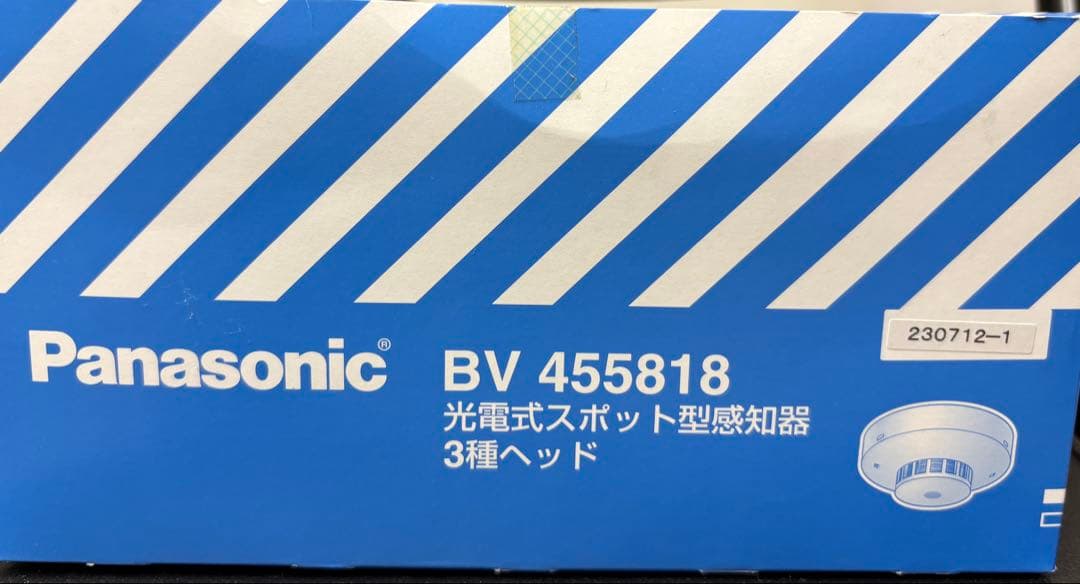 230712-1
Panasonic®
BV 455818
光電式スポット型感知器
3種ヘッド